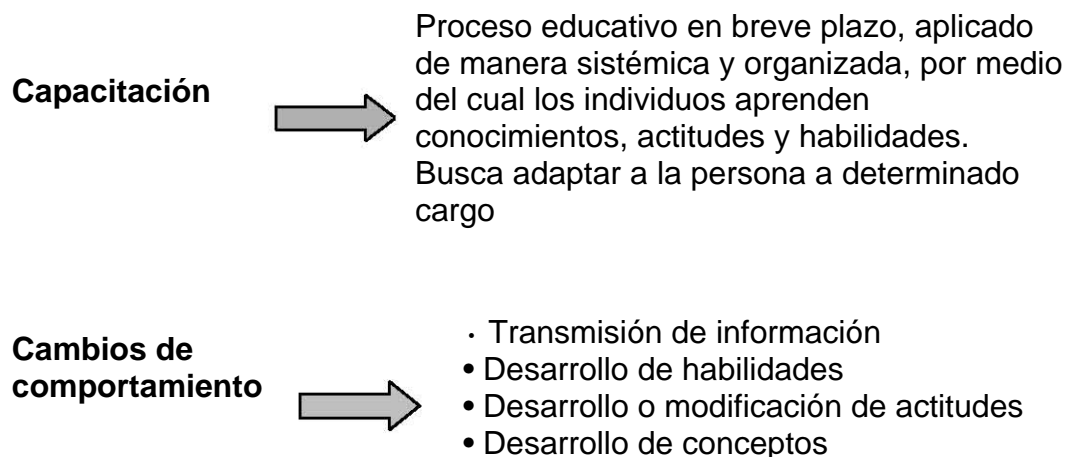 Capacitación
Proceso educativo en breve plazo, aplicado
de manera sistémica y organizada, por medio
del cual los individuos aprenden
conocimientos, actitudes y habilidades.
Busca adaptar a la persona a determinado
cargo
Cambios de
comportamiento
· Transmisión de información
• Desarrollo de habilidades
• Desarrollo o modificación de actitudes
• Desarrollo de conceptos